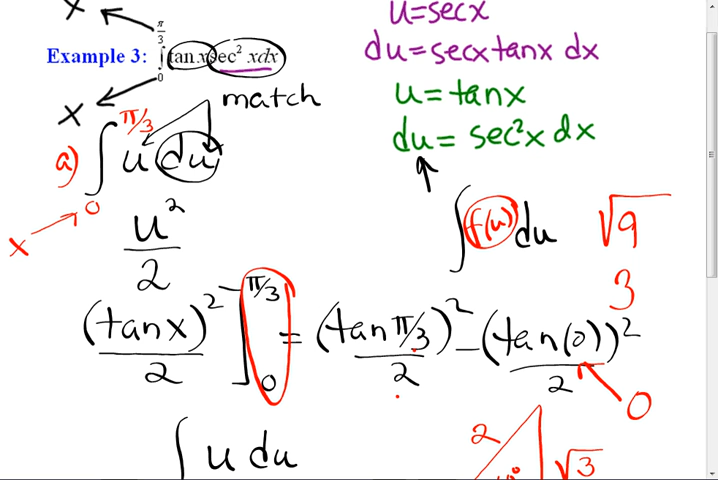 x
u = secx
Example 3: ∫₀^{π/3} tan x sec² x dx
du = secx tanx dx
x
match
u = tanx
du = sec²x dx
a) ∫₀^{π/3} u du
x
∫ f(u) du
√9
u²/2
3
(tanx)²/2 ]₀^{π/3} = (tan π/3)²/2 - (tan(0))²/2
0
∫ u du
2
√3